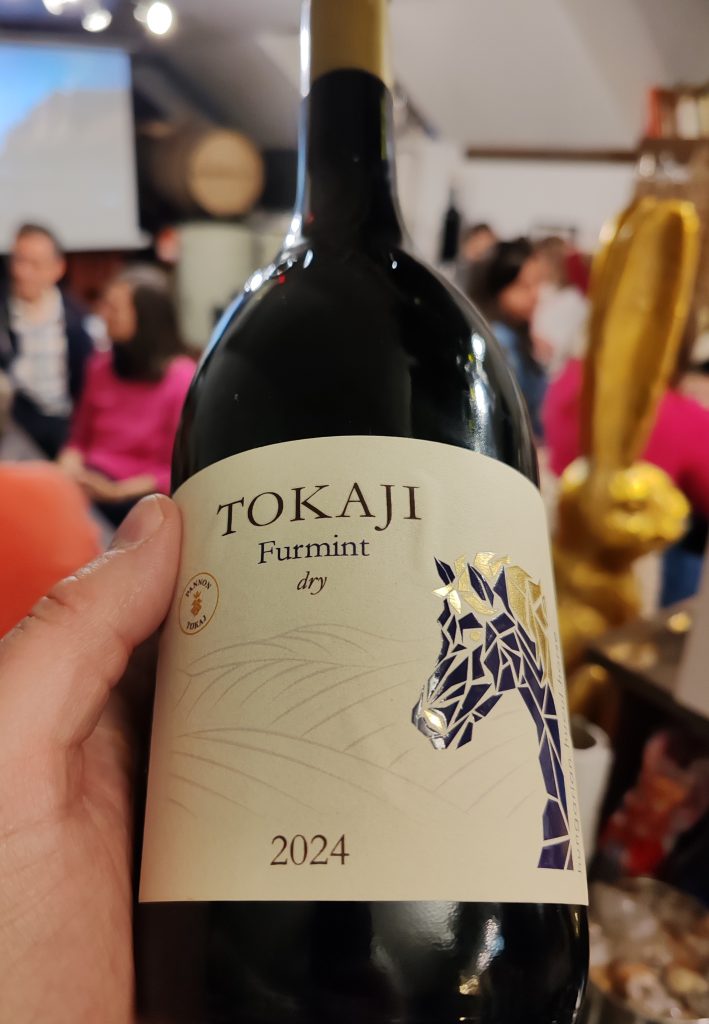 TOKAJI
Furmint
dry
PANNON
TOKAJ
2024